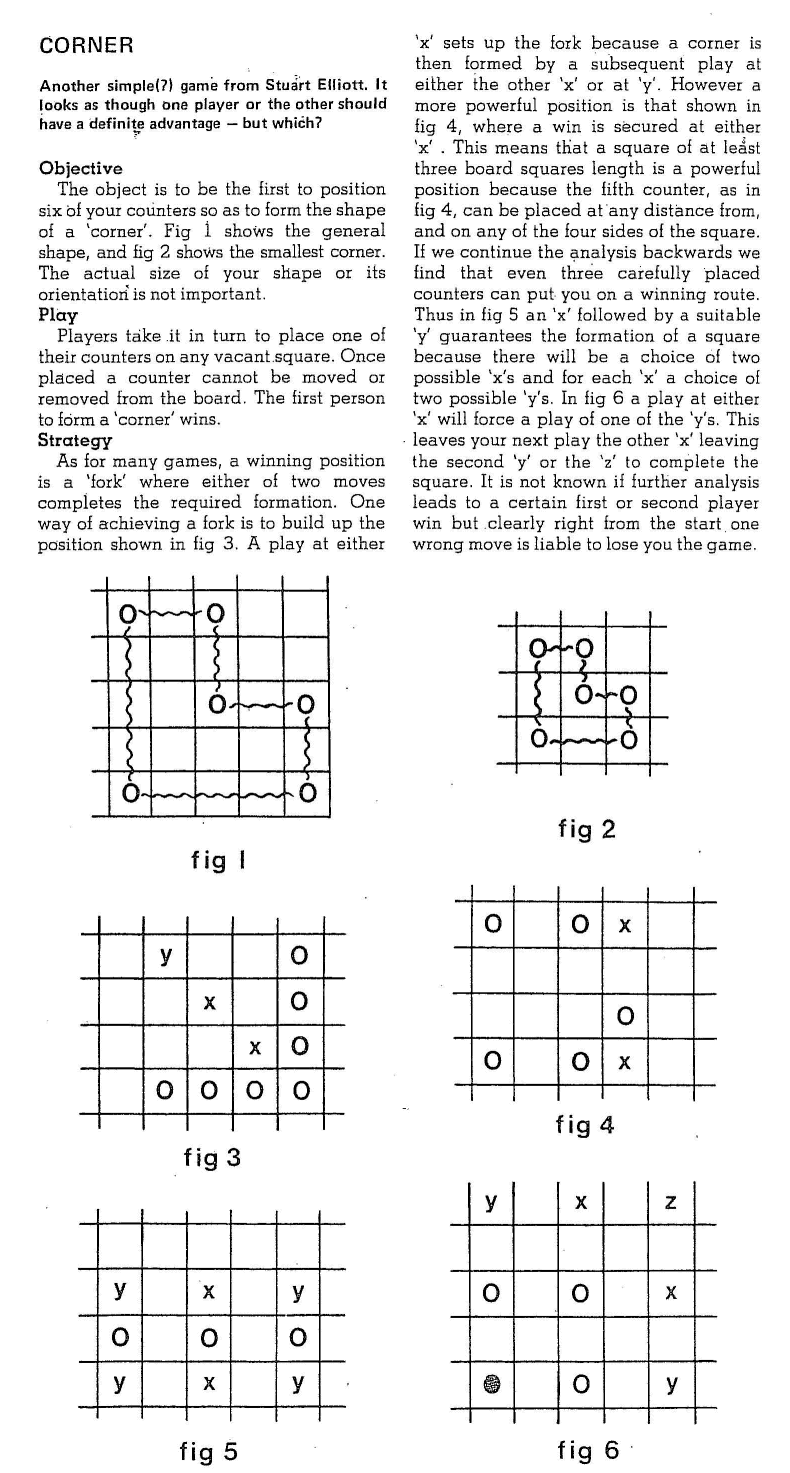 CORNER
Another simple(?) game from Stuart Elliott. It
looks as though one player or the other should
have a definite advantage — but which?
Objective
The object is to be the first to position
six of your counters so as to form the shape
of a 'corner'. Fig 1 shows the general
shape, and fig 2 shows the smallest corner.
The actual size of your shape or its
orientation is not important.
Play
Players take it in turn to place one of
their counters on any vacant square. Once
placed a counter cannot be moved or
removed from the board. The first person
to form a 'corner' wins.
Strategy
As for many games, a winning position
is a 'fork' where either of two moves
completes the required formation. One
way of achieving a fork is to build up the
position shown in fig 3. A play at either
'x' sets up the fork because a corner is
then formed by a subsequent play at
either the other 'x' or at 'y'. However a
more powerful position is that shown in
fig 4, where a win is secured at either
'x' . This means that a square of at least
three board squares length is a powerful
position because the fifth counter, as in
fig 4, can be placed at any distance from,
and on any of the four sides of the square.
If we continue the analysis backwards we
find that even three carefully placed
counters can put you on a winning route.
Thus in fig 5 an 'x' followed by a suitable
'y' guarantees the formation of a square
because there will be a choice of two
possible 'x's and for each 'x' a choice of
two possible 'y's. In fig 6 a play at either
'x' will force a play of one of the 'y's. This
leaves your next play the other 'x' leaving
the second 'y' or the 'z' to complete the
square. It is not known if further analysis
leads to a certain first or second player
win but clearly right from the start one
wrong move is liable to lose you the game.
O O
O O
O O
fig 1
O O
O O
O O
fig 2
y O
x O
x O
O O O O
fig 3
O O x
O
O O x
fig 4
y x y
O O O
y x y
fig 5
y x z
O O x
O y
fig 6